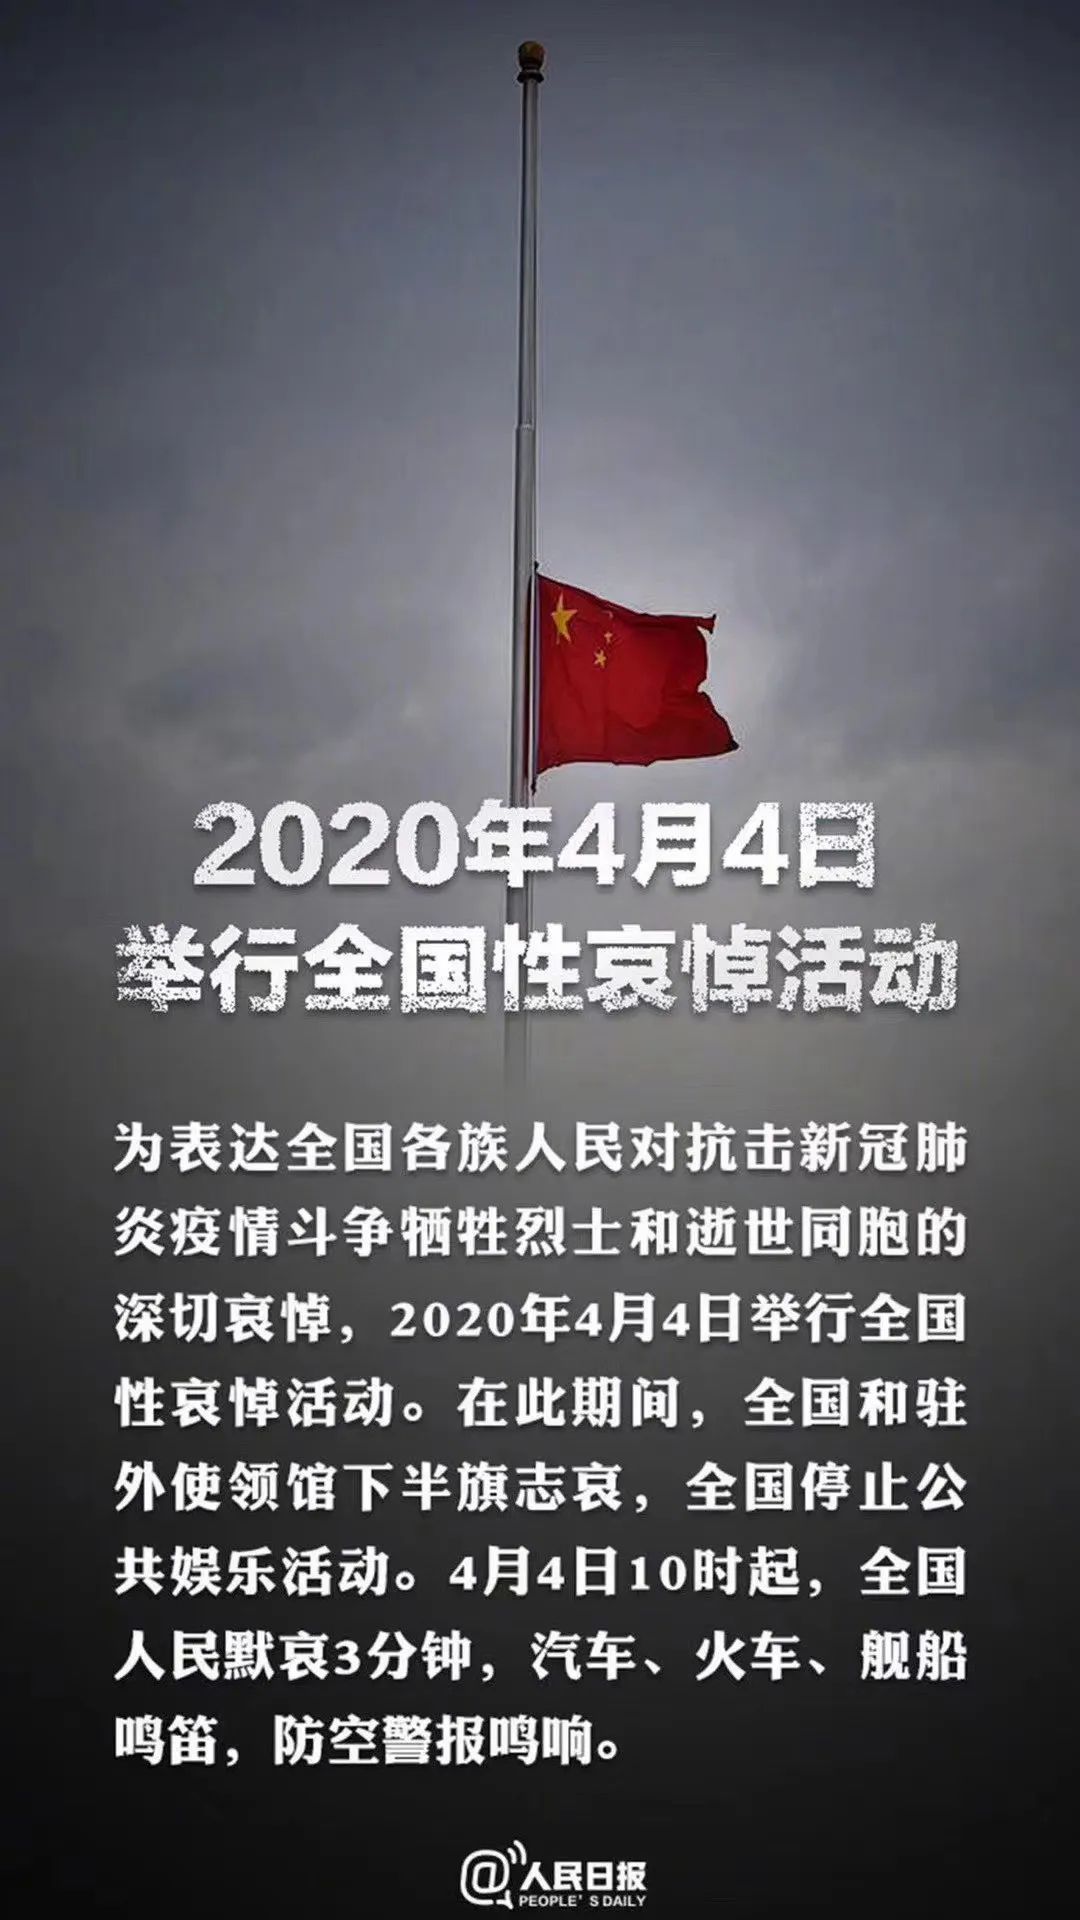 2020年4月4日
举行全国性哀悼活动
为表达全国各族人民对抗击新冠肺
炎疫情斗争牺牲烈士和逝世同胞的
深切哀悼，2020年4月4日举行全国
性哀悼活动。在此期间，全国和驻
外使领馆下半旗志哀，全国停止公
共娱乐活动。4月4日10时起，全国
人民默哀3分钟，汽车、火车、舰船
鸣笛，防空警报鸣响。
@人民日报
PEOPLE'S DAILY